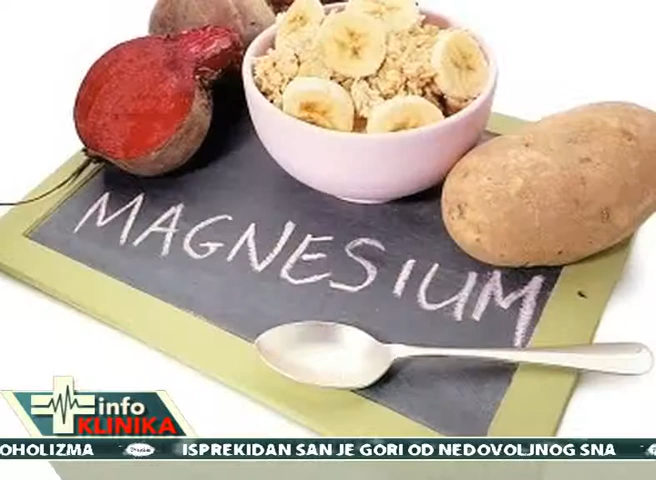 MAGNESIUM
info
KLINIKA
OHOLIZMA
ISPREKIDAN SAN JE GORI OD NEDOVOLJNOG SNA